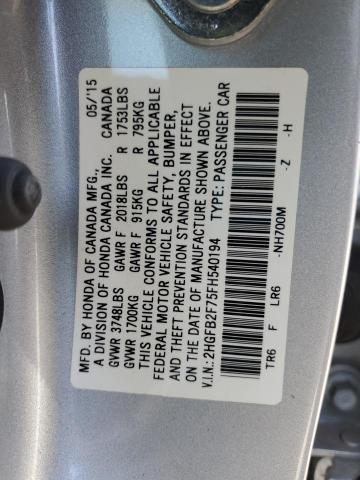 MFD. BY HONDA OF CANADA MFG., 05/'15
A DIVISION OF HONDA CANADA INC. CANADA
GVWR 3748LBS GAWR F 2018LBS R 1753LBS
GVWR 1700KG GAWR F 915KG R 795KG
THIS VEHICLE CONFORMS TO ALL APPLICABLE
FEDERAL MOTOR VEHICLE SAFETY, BUMPER,
AND THEFT PREVENTION STANDARDS IN EFFECT
ON THE DATE OF MANUFACTURE SHOWN ABOVE.
V.I.N.: 2HGFB2F75FH540194 TYPE: PASSENGER CAR
TR6 F LR6 -NH700M -Z -H